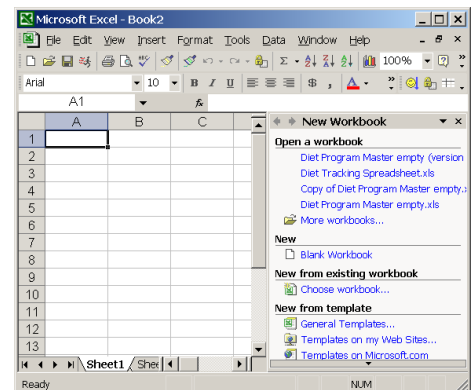 Microsoft Excel - Book2
File Edit View Insert Format Tools Data Window Help
100%
Arial 10 B I U $ , A
A1 fx
A B C
New Workbook
1
2
3
4
5
6
7
8
9
10
11
12
13
Open a workbook
Diet Program Master empty (version
Diet Tracking Spreadsheet.xls
Copy of Diet Program Master empty.
Diet Program Master empty.xls
More workbooks...
New
Blank Workbook
New from existing workbook
Choose workbook...
New from template
General Templates...
Templates on my Web Sites...
Templates on Microsoft.com
Sheet1 Shee
Ready NUM